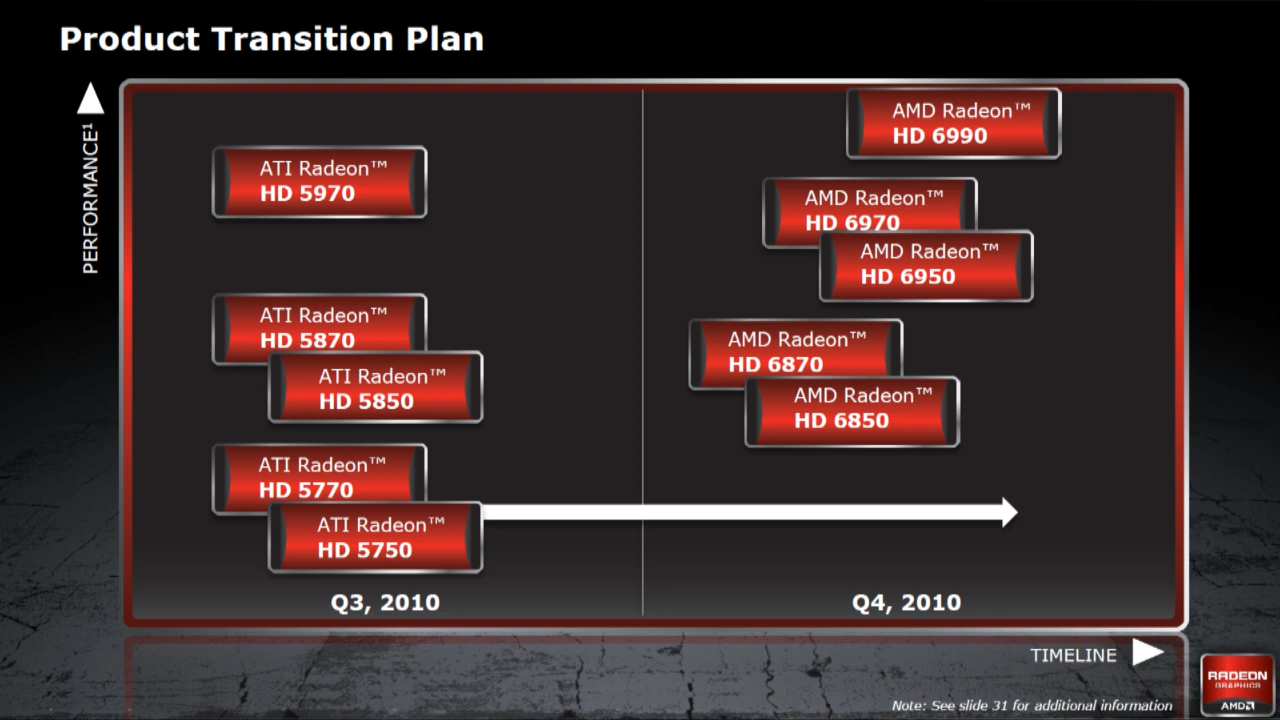 Product Transition Plan
PERFORMANCE¹
ATI Radeon™
HD 5970
ATI Radeon™
HD 5870
ATI Radeon™
HD 5850
ATI Radeon™
HD 5770
ATI Radeon™
HD 5750
Q3, 2010
AMD Radeon™
HD 6990
AMD Radeon™
HD 6970
AMD Radeon™
HD 6950
AMD Radeon™
HD 6870
AMD Radeon™
HD 6850
Q4, 2010
TIMELINE
Note: See slide 31 for additional information
RADEON
GRAPHICS
AMD